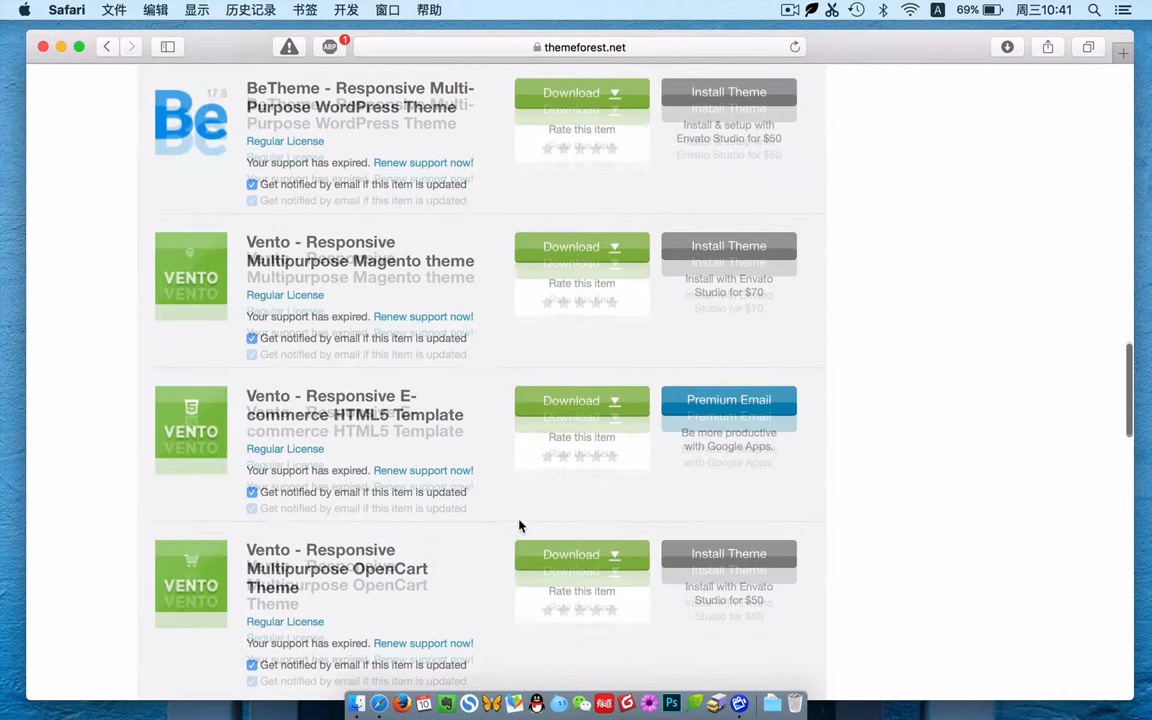 Safari 文件 编辑 显示 历史记录 书签 开发 窗口 帮助 A 69% 周三10:41
ABP 1 themeforest.net
17.8
Be
BeTheme - Responsive Multi-
Purpose WordPress Theme
Regular License
Your support has expired. Renew support now!
Get notified by email if this item is updated
Download
Rate this item
Install Theme
Install & setup with
Envato Studio for $50
VENTO
Vento - Responsive
Multipurpose Magento theme
Regular License
Your support has expired. Renew support now!
Get notified by email if this item is updated
Download
Rate this item
Install Theme
Install with Envato
Studio for $70
VENTO
Vento - Responsive E-
commerce HTML5 Template
Regular License
Your support has expired. Renew support now!
Get notified by email if this item is updated
Download
Rate this item
Premium Email
Be more productive
with Google Apps.
VENTO
Vento - Responsive
Multipurpose OpenCart
Theme
Regular License
Your support has expired. Renew support now!
Get notified by email if this item is updated
Download
Rate this item
Install Theme
Install with Envato
Studio for $50
10 有道 Ps